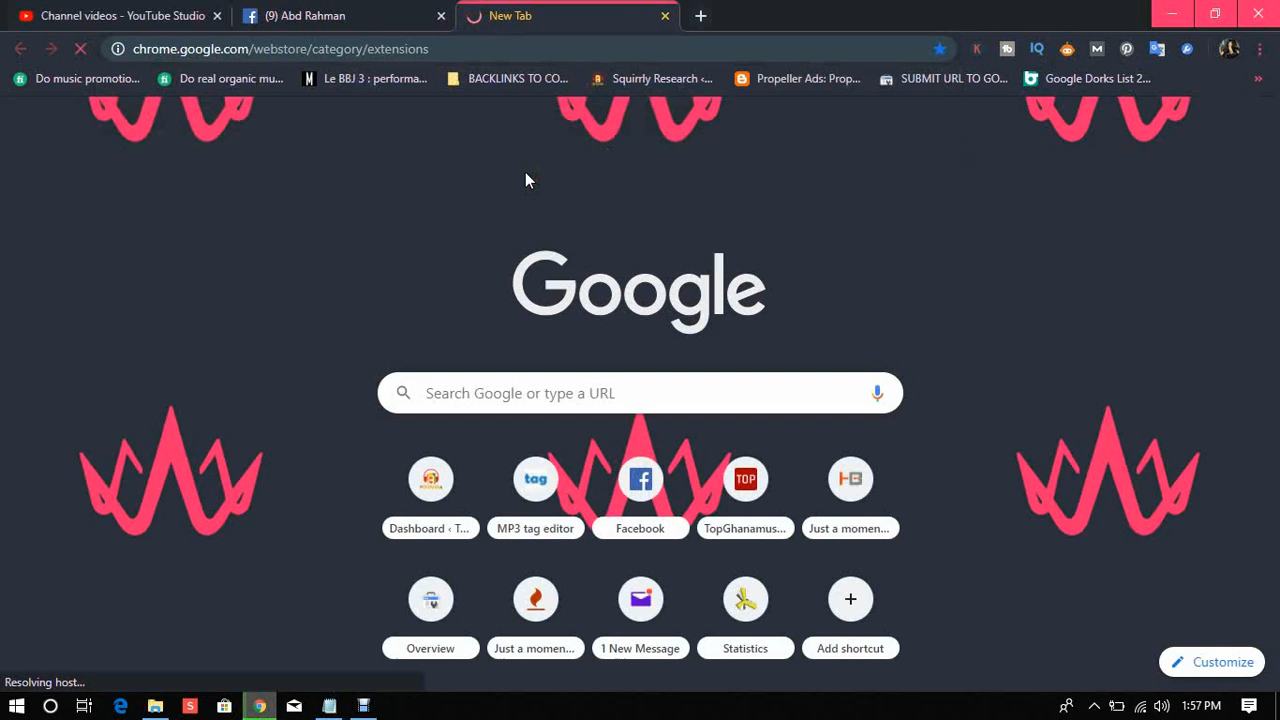 Channel videos - YouTube Studio
(9) Abd Rahman
New Tab
chrome.google.com/webstore/category/extensions
K
tb
IQ
M
Do music promotio...
Do real organic mu...
Le BBJ 3 : performa...
BACKLINKS TO CO...
Squirrly Research <...
Propeller Ads: Prop...
SUBMIT URL TO GO...
Google Dorks List 2...
Google
Search Google or type a URL
tag
TOP
HB
Dashboard ‹ T...
MP3 tag editor
Facebook
TopGhanamus...
Just a momen...
Overview
Just a momen...
1 New Message
Statistics
Add shortcut
Customize
Resolving host...
S
1:57 PM